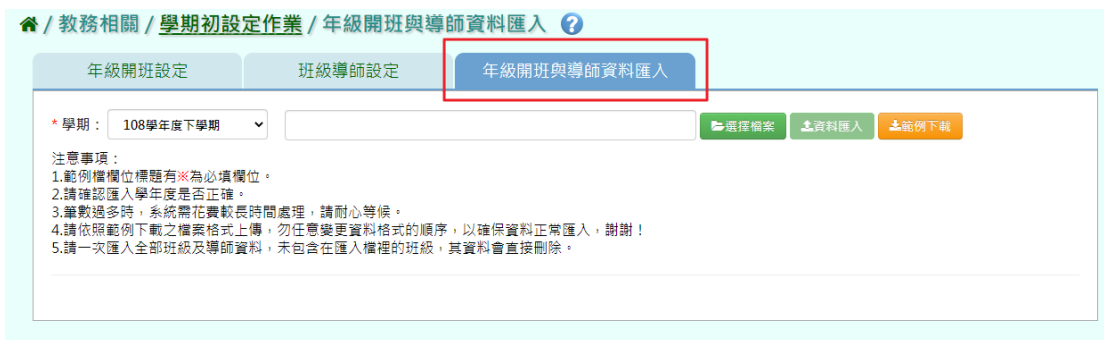 / 教務相關 / 學期初設定作業 / 年級開班與導師資料匯入 ?
年級開班設定 班級導師設定 年級開班與導師資料匯入
* 學期： 108學年度下學期 選擇檔案 資料匯入 範例下載
注意事項：
1.範例檔欄位標題有※為必填欄位。
2.請確認匯入學年度是否正確。
3.筆數過多時，系統需花費較長時間處理，請耐心等候。
4.請依照範例下載之檔案格式上傳，勿任意變更資料格式的順序，以確保資料正常匯入，謝謝！
5.請一次匯入全部班級及導師資料，未包含在匯入檔裡的班級，其資料會直接刪除。